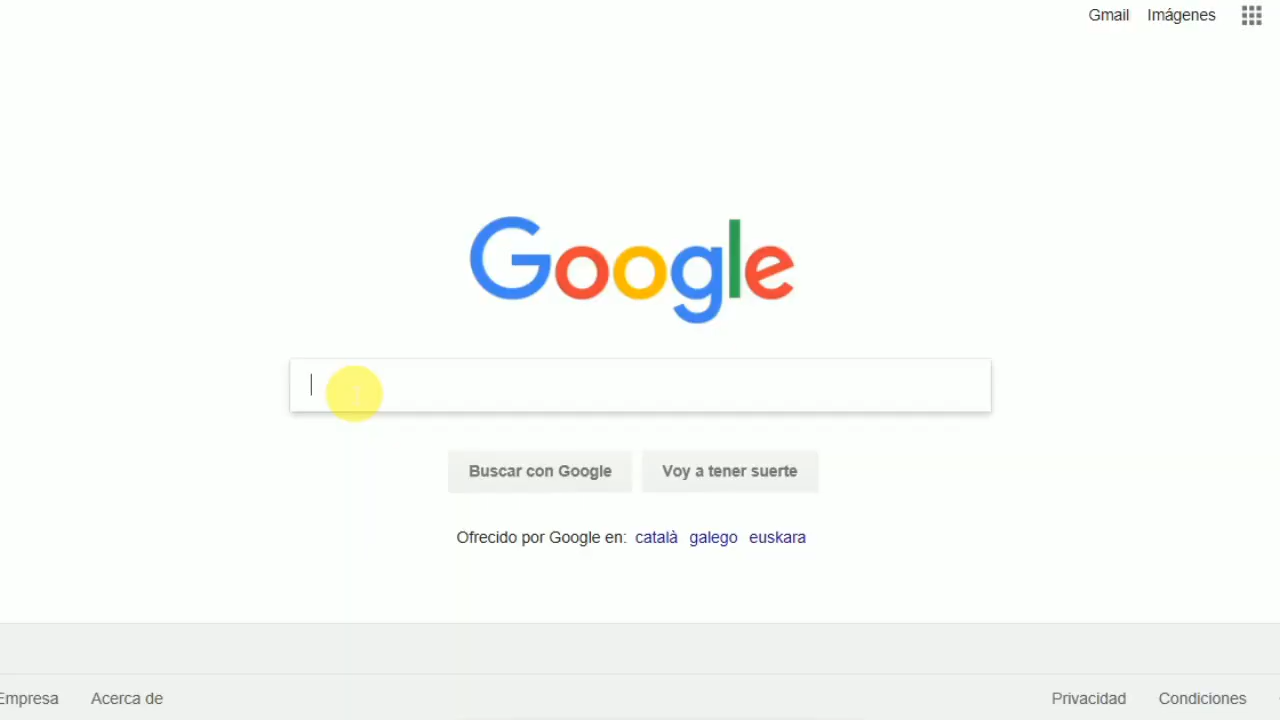 Gmail Imágenes
Google
Buscar con Google Voy a tener suerte
Ofrecido por Google en: català galego euskara
Empresa Acerca de Privacidad Condiciones